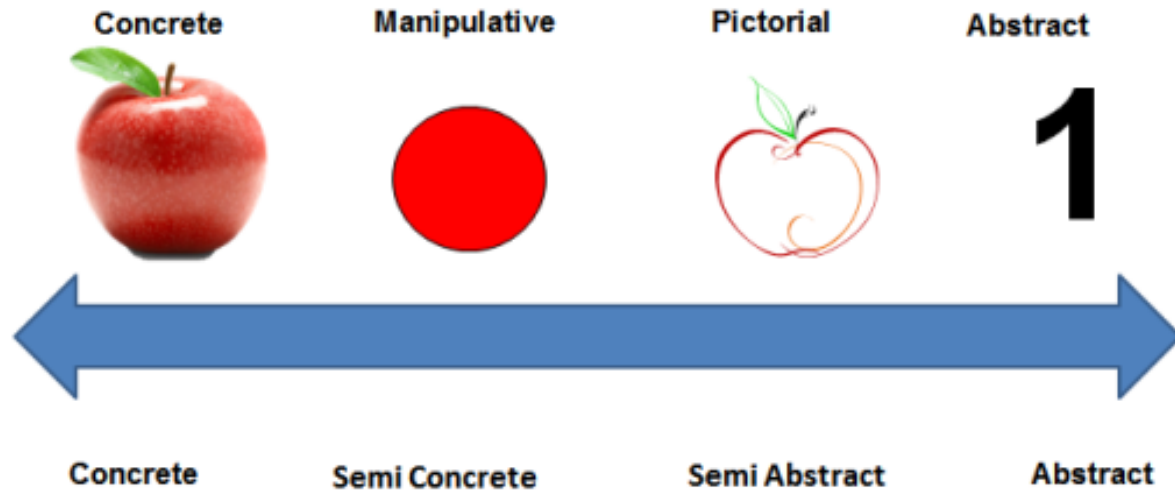 Concrete Manipulative Pictorial Abstract
1
Concrete Semi Concrete Semi Abstract Abstract